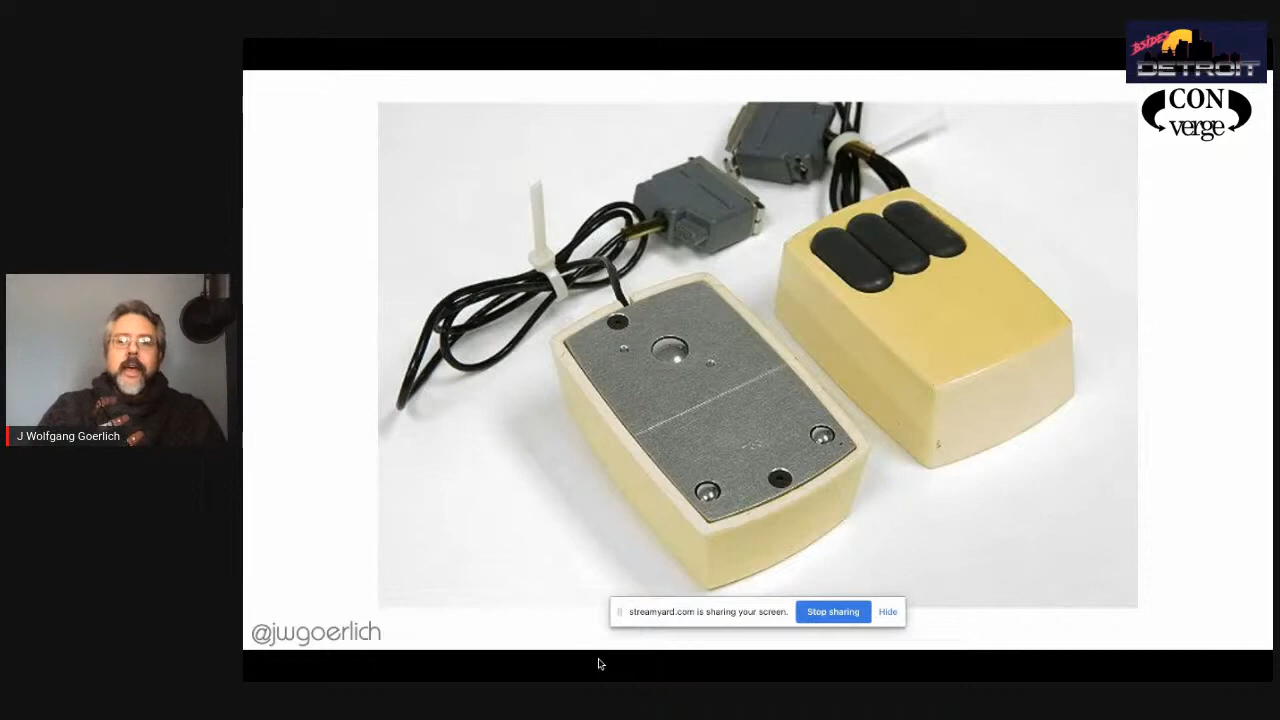 BSIDES
DETROIT
CON
verge
J Wolfgang Goerlich
streamyard.com is sharing your screen.
Stop sharing
Hide
@jwgoerlich